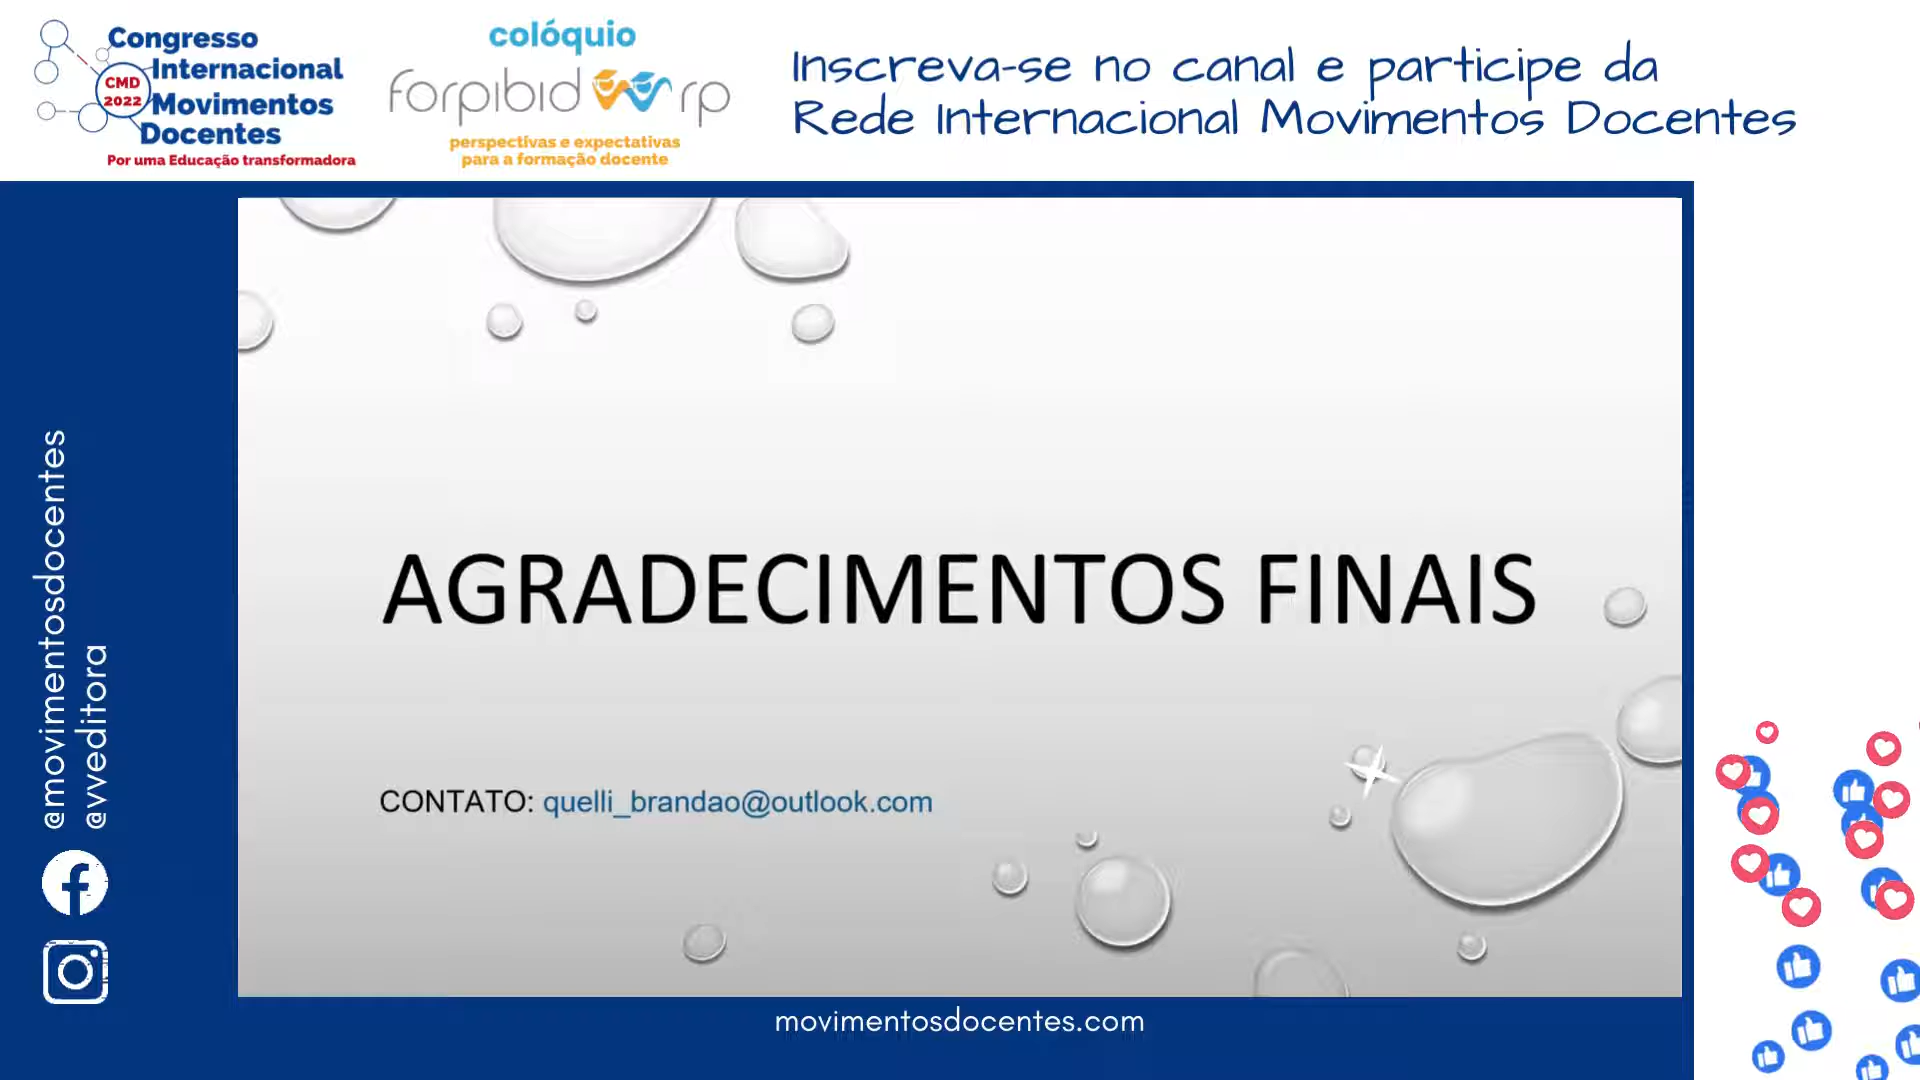 Congresso
Internacional
CMD
2022
Movimentos
Docentes
Por uma Educação transformadora
colóquio
forpibid rp
perspectivas e expectativas
para a formação docente
Inscreva-se no canal e participe da
Rede Internacional Movimentos Docentes
@movimentosdocentes
@vveditora
AGRADECIMENTOS FINAIS
CONTATO: quelli_brandao@outlook.com
movimentosdocentes.com